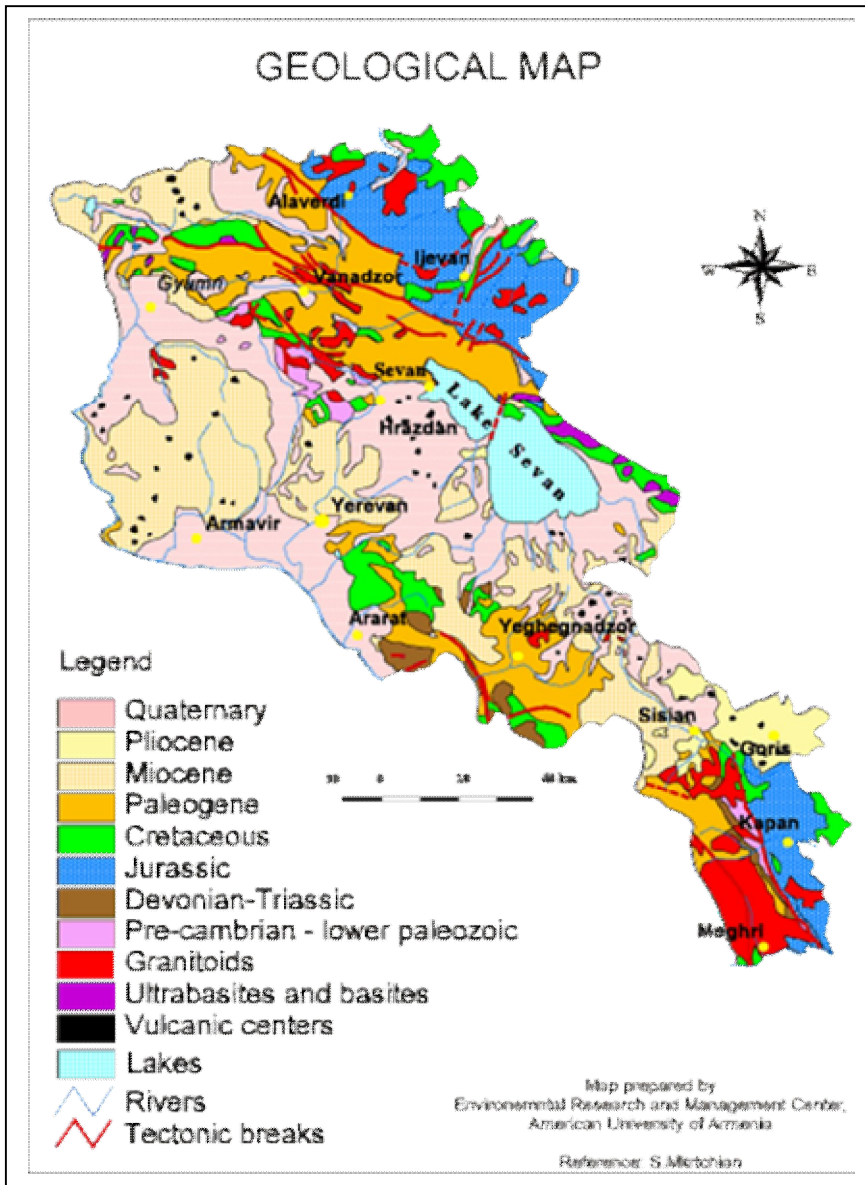 GEOLOGICAL MAP
Alaverdi
N
Ijevan
W
Gyumri
Vanadzor
S
Sevan
Lake
Hrazdan
Sevan
Yerevan
Armavir
Ararat
Yeghegnadzor
Legend
Quaternary
Sisian
Pliocene
Goris
Miocene
Paleogene
Cretaceous
Kapan
Jurassic
Devonian-Triassic
Pre-cambrian - lower paleozoic
Meghri
Granitoids
Ultrabasites and basites
Vulcanic centers
Lakes
Rivers
Tectonic breaks
Map prepared by
Environemntal Research and Management Center,
American University of Armenia
Reference: S.Mkrtchian